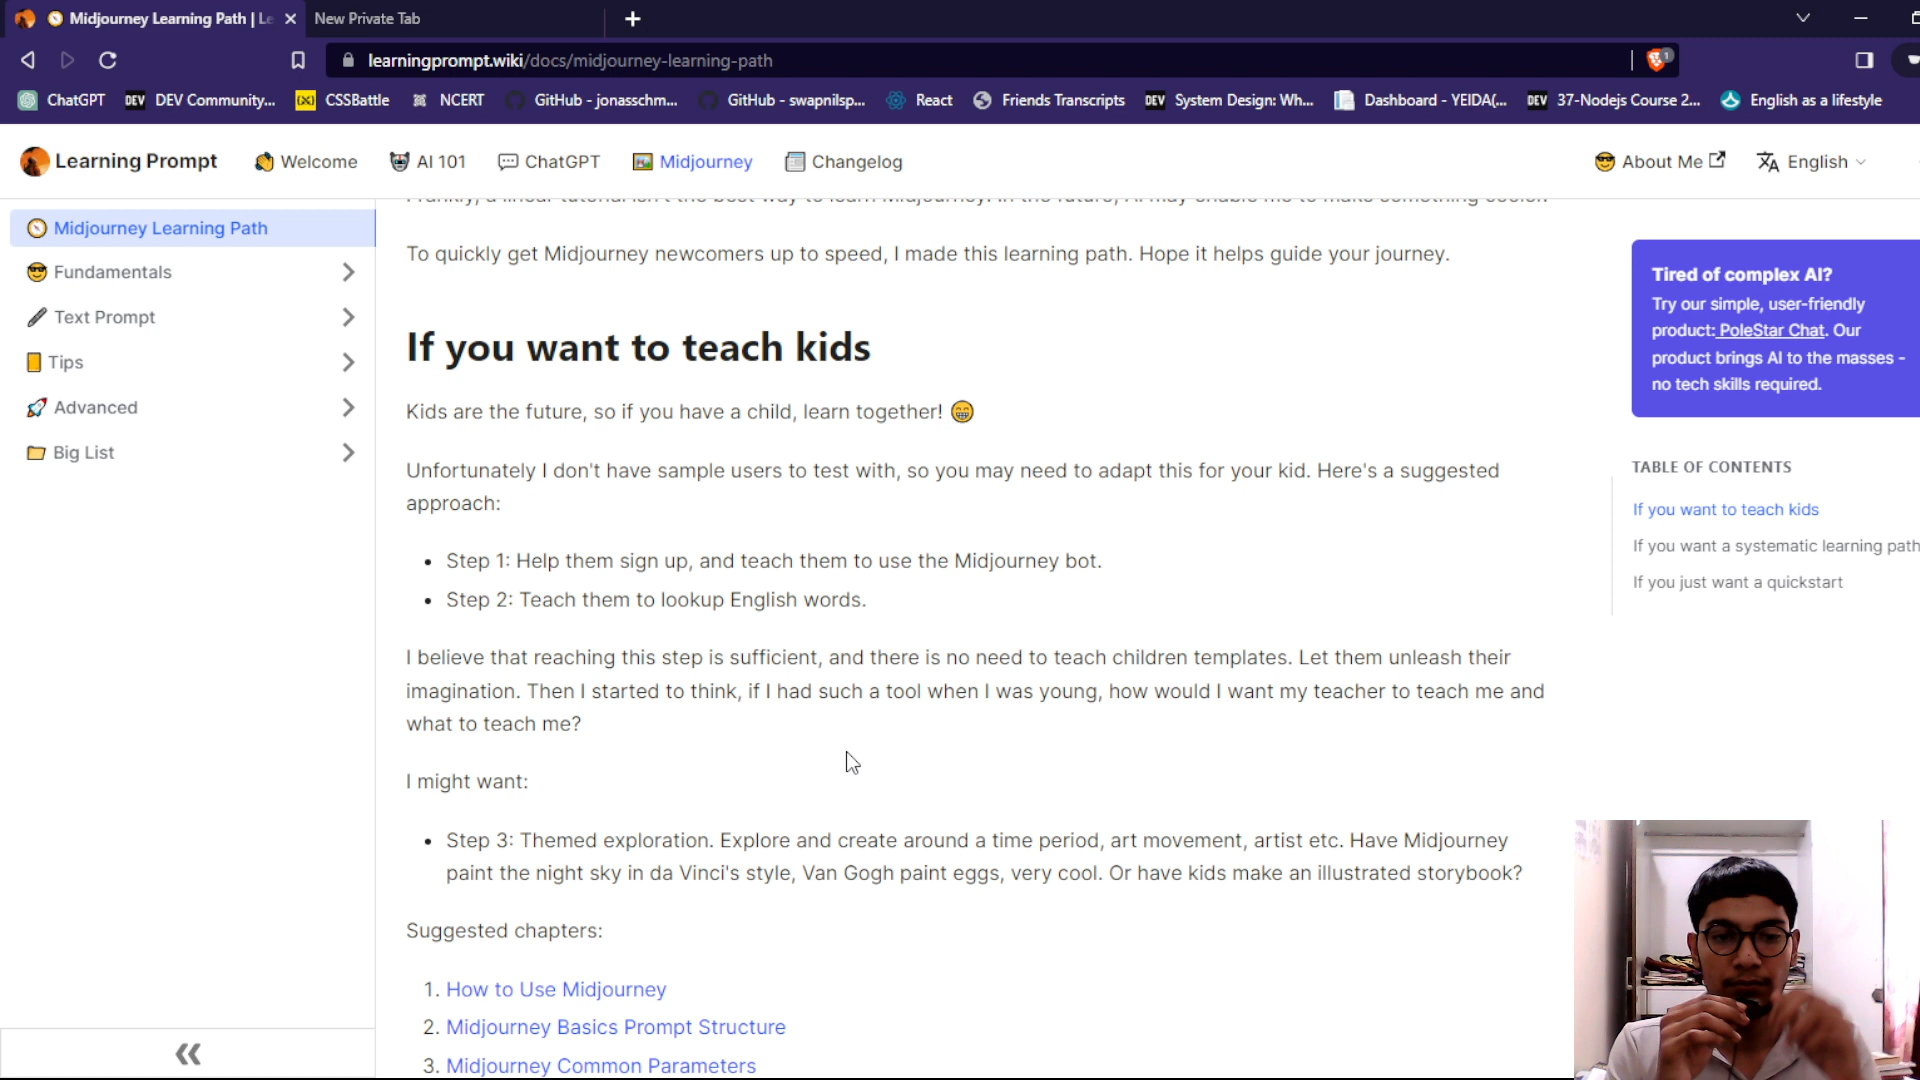 Midjourney Learning Path | Le
New Private Tab
learningprompt.wiki/docs/midjourney-learning-path
1
ChatGPT
DEV DEV Community...
CSSBattle
NCERT
GitHub - jonasschm...
GitHub - swapnilsp...
React
Friends Transcripts
DEV System Design: Wh...
Dashboard - YEIDA(...
DEV 37-Nodejs Course 2...
English as a lifestyle
Learning Prompt
Welcome
AI 101
ChatGPT
Midjourney
Changelog
About Me
English
Midjourney Learning Path
Fundamentals
Text Prompt
Tips
Advanced
Big List
To quickly get Midjourney newcomers up to speed, I made this learning path. Hope it helps guide your journey.
If you want to teach kids
Kids are the future, so if you have a child, learn together! 😁
Unfortunately I don't have sample users to test with, so you may need to adapt this for your kid. Here's a suggested
approach:
• Step 1: Help them sign up, and teach them to use the Midjourney bot.
• Step 2: Teach them to lookup English words.
I believe that reaching this step is sufficient, and there is no need to teach children templates. Let them unleash their
imagination. Then I started to think, if I had such a tool when I was young, how would I want my teacher to teach me and
what to teach me?
I might want:
• Step 3: Themed exploration. Explore and create around a time period, art movement, artist etc. Have Midjourney
paint the night sky in da Vinci's style, Van Gogh paint eggs, very cool. Or have kids make an illustrated storybook?
Suggested chapters:
1. How to Use Midjourney
2. Midjourney Basics Prompt Structure
3. Midjourney Common Parameters
Tired of complex AI?
Try our simple, user-friendly
product: PoleStar Chat. Our
product brings AI to the masses -
no tech skills required.
TABLE OF CONTENTS
If you want to teach kids
If you want a systematic learning path
If you just want a quickstart